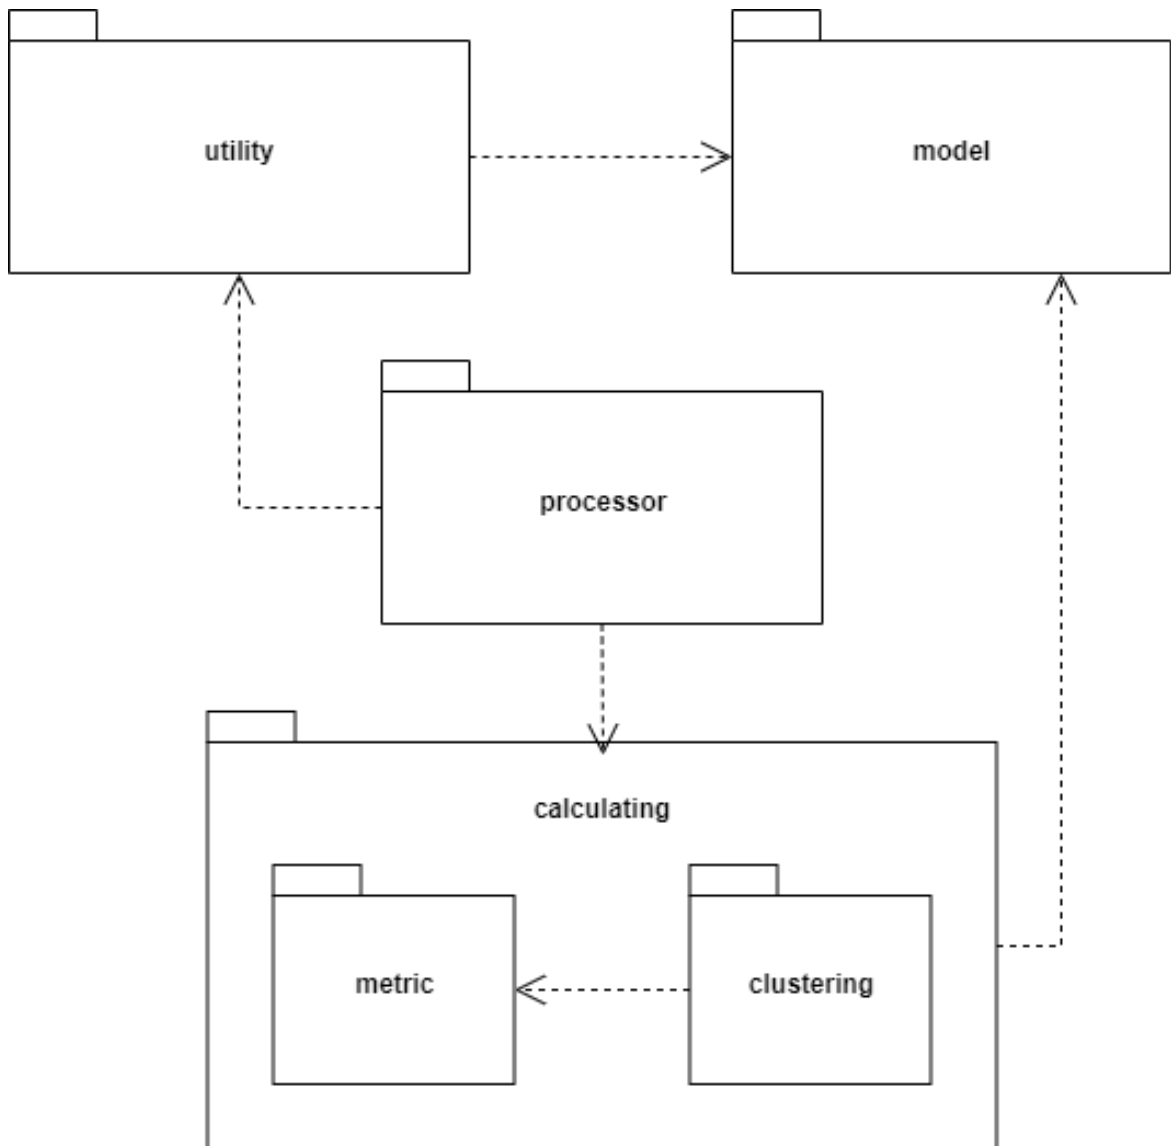 utility
model
processor
calculating
metric
clustering